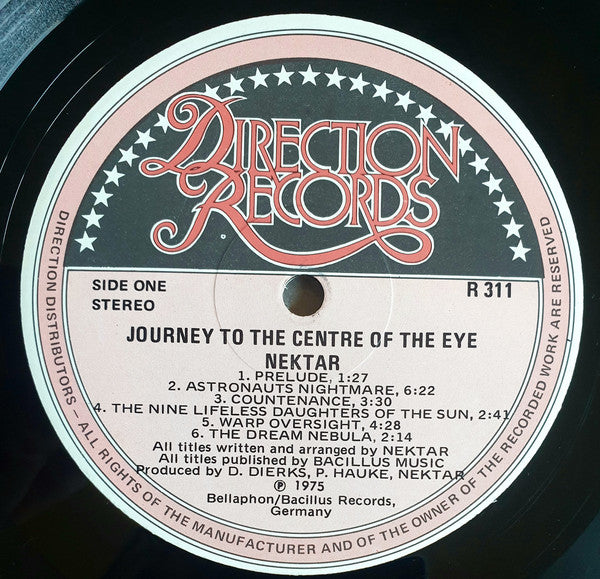 DIRECTION
RECORDS
SIDE ONE
STEREO
R 311
JOURNEY TO THE CENTRE OF THE EYE
NEKTAR
1. PRELUDE, 1:27
2. ASTRONAUTS NIGHTMARE, 6:22
3. COUNTENANCE, 3:30
4. THE NINE LIFELESS DAUGHTERS OF THE SUN, 2:41
5. WARP OVERSIGHT, 4:28
6. THE DREAM NEBULA, 2:14
All titles written and arranged by NEKTAR
All titles published by BACILLUS MUSIC
Produced by D. DIERKS, P. HAUKE, NEKTAR
℗ 1975
Bellaphon/Bacillus Records,
Germany
DIRECTION DISTRIBUTORS – ALL RIGHTS OF THE MANUFACTURER AND OF THE OWNER OF THE RECORDED WORK ARE RESERVED